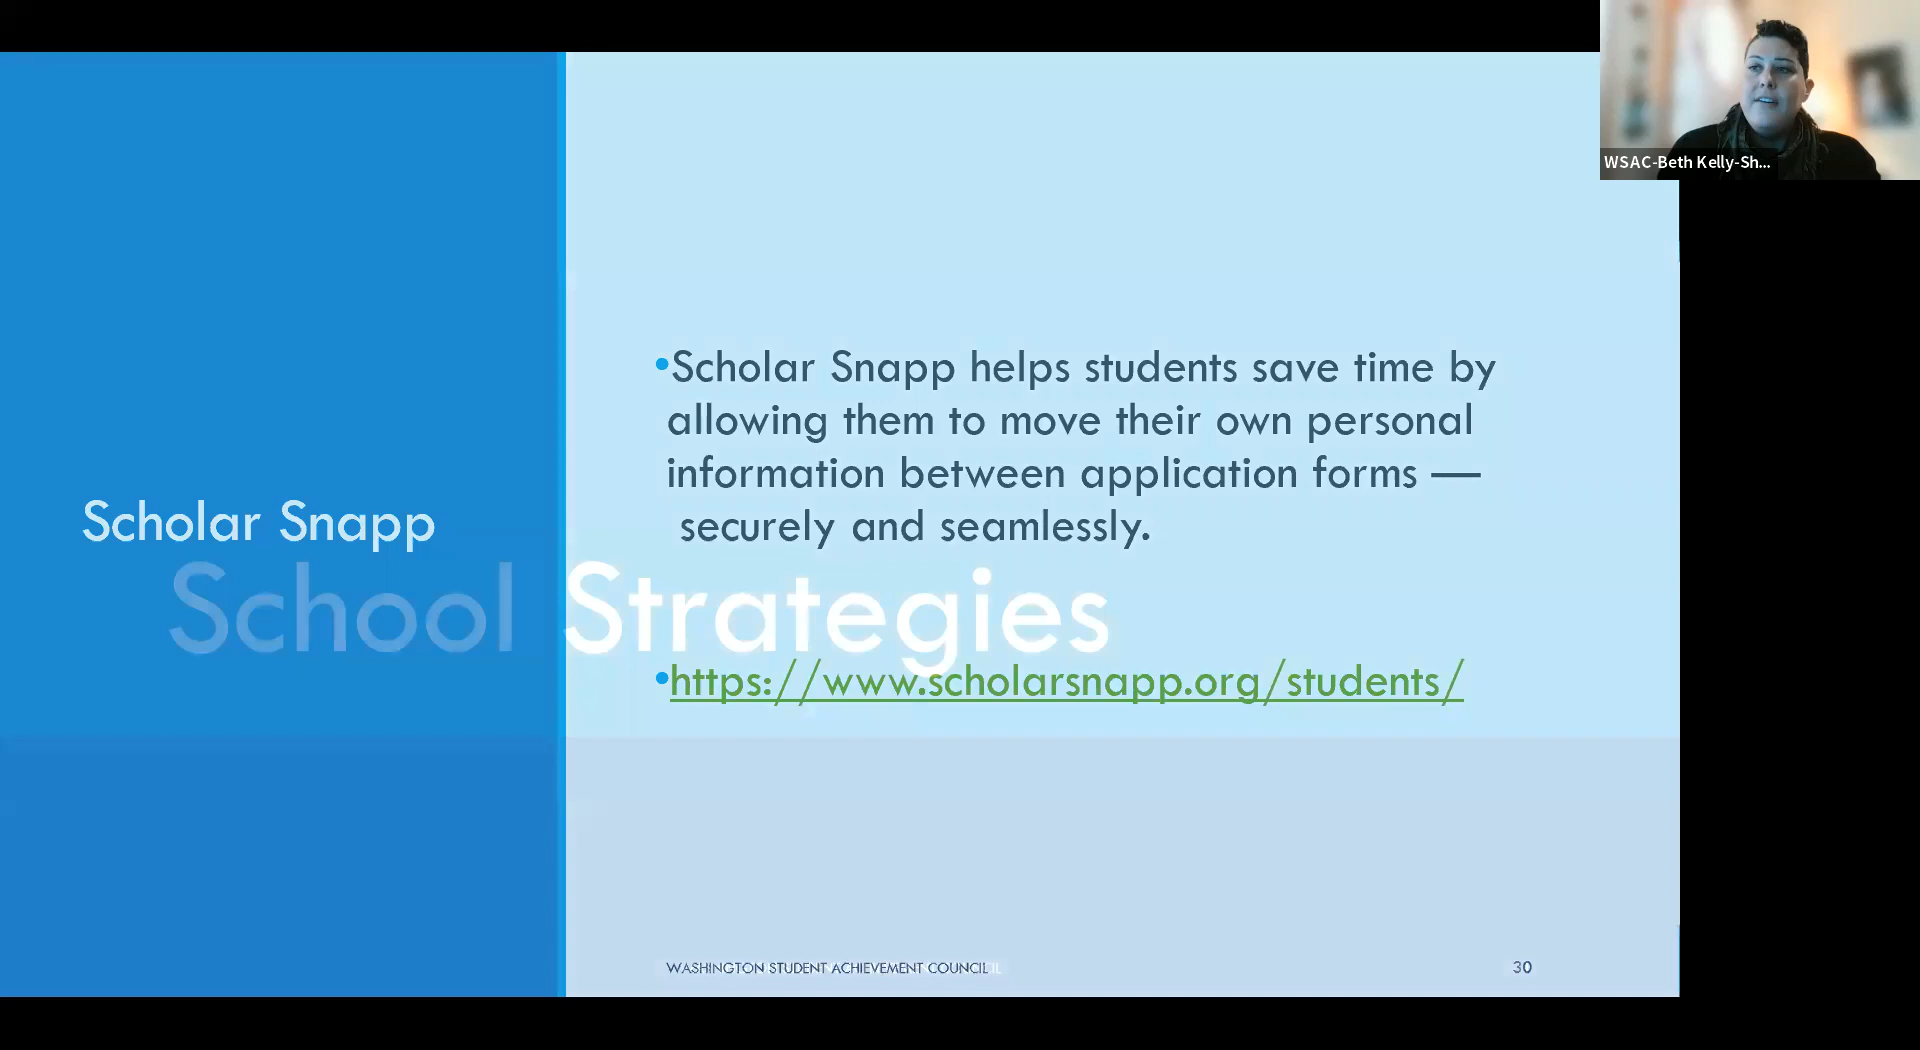 WSAC-Beth Kelly-Sh...
•Scholar Snapp helps students save time by
allowing them to move their own personal
information between application forms —
securely and seamlessly.
Scholar Snapp
School Strategies
•https://www.scholarsnapp.org/students/
WASHINGTON STUDENT ACHIEVEMENT COUNCIL
30